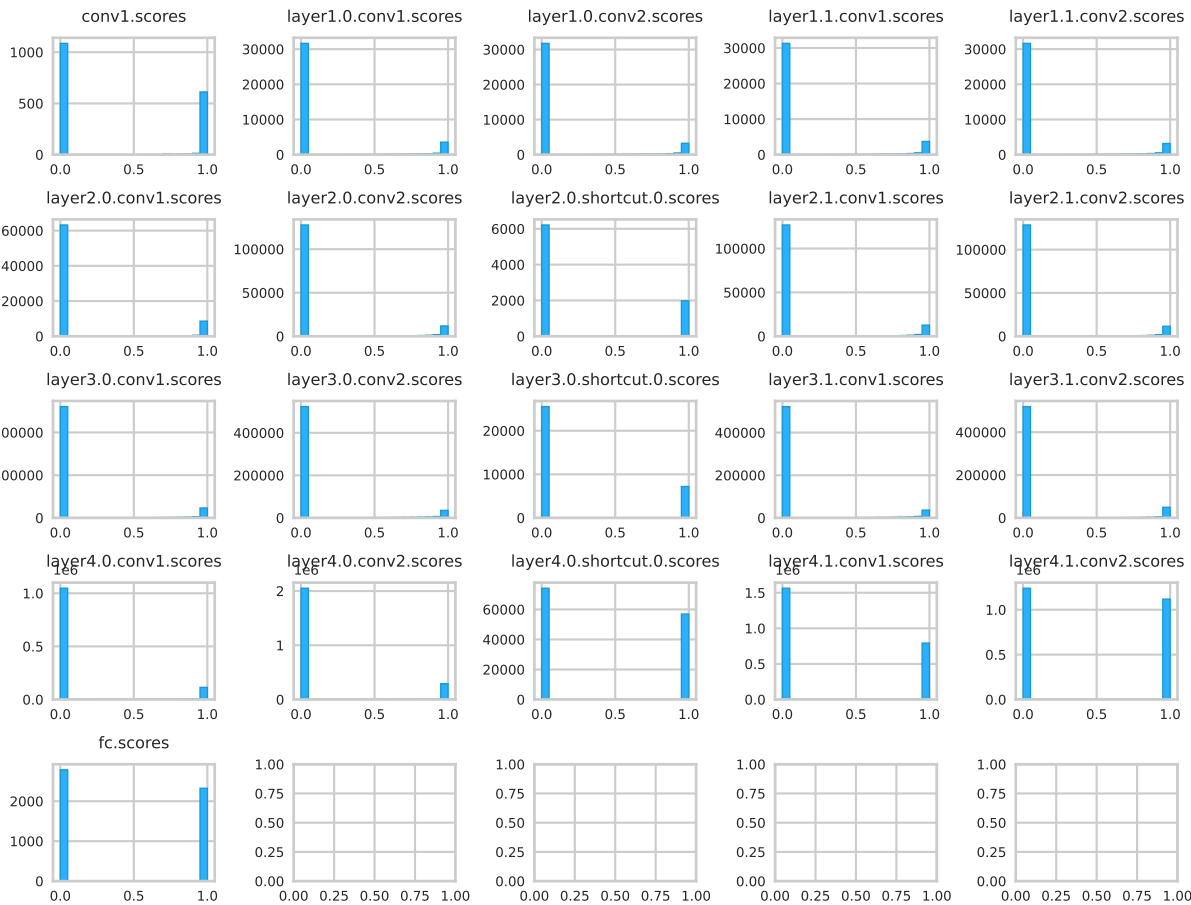 conv1.scores layer1.0.conv1.scores layer1.0.conv2.scores layer1.1.conv1.scores layer1.1.conv2.scores
1000
500
0
0.0 0.5 1.0
30000
20000
10000
0
0.0 0.5 1.0
30000
20000
10000
0
0.0 0.5 1.0
30000
20000
10000
0
0.0 0.5 1.0
30000
20000
10000
0
0.0 0.5 1.0
layer2.0.conv1.scores layer2.0.conv2.scores layer2.0.shortcut.0.scores layer2.1.conv1.scores layer2.1.conv2.scores
60000
40000
20000
0
0.0 0.5 1.0
100000
50000
0
0.0 0.5 1.0
6000
4000
2000
0
0.0 0.5 1.0
100000
50000
0
0.0 0.5 1.0
100000
50000
0
0.0 0.5 1.0
layer3.0.conv1.scores layer3.0.conv2.scores layer3.0.shortcut.0.scores layer3.1.conv1.scores layer3.1.conv2.scores
00000
00000
0
0.0 0.5 1.0
400000
200000
0
0.0 0.5 1.0
20000
10000
0
0.0 0.5 1.0
400000
200000
0
0.0 0.5 1.0
400000
200000
0
0.0 0.5 1.0
layer4.0.conv1.scores layer4.0.conv2.scores layer4.0.shortcut.0.scores layer4.1.conv1.scores layer4.1.conv2.scores
1e6
1.0
0.5
0.0
0.0 0.5 1.0
1e6
2
1
0
0.0 0.5 1.0
60000
40000
20000
0
0.0 0.5 1.0
1e6
1.5
1.0
0.5
0.0
0.0 0.5 1.0
1e6
1.0
0.5
0.0
0.0 0.5 1.0
fc.scores
2000
1000
0
0.0 0.5 1.0
1.00
0.75
0.50
0.25
0.00
0.00 0.25 0.50 0.75 1.00
1.00
0.75
0.50
0.25
0.00
0.00 0.25 0.50 0.75 1.00
1.00
0.75
0.50
0.25
0.00
0.00 0.25 0.50 0.75 1.00
1.00
0.75
0.50
0.25
0.00
0.00 0.25 0.50 0.75 1.00